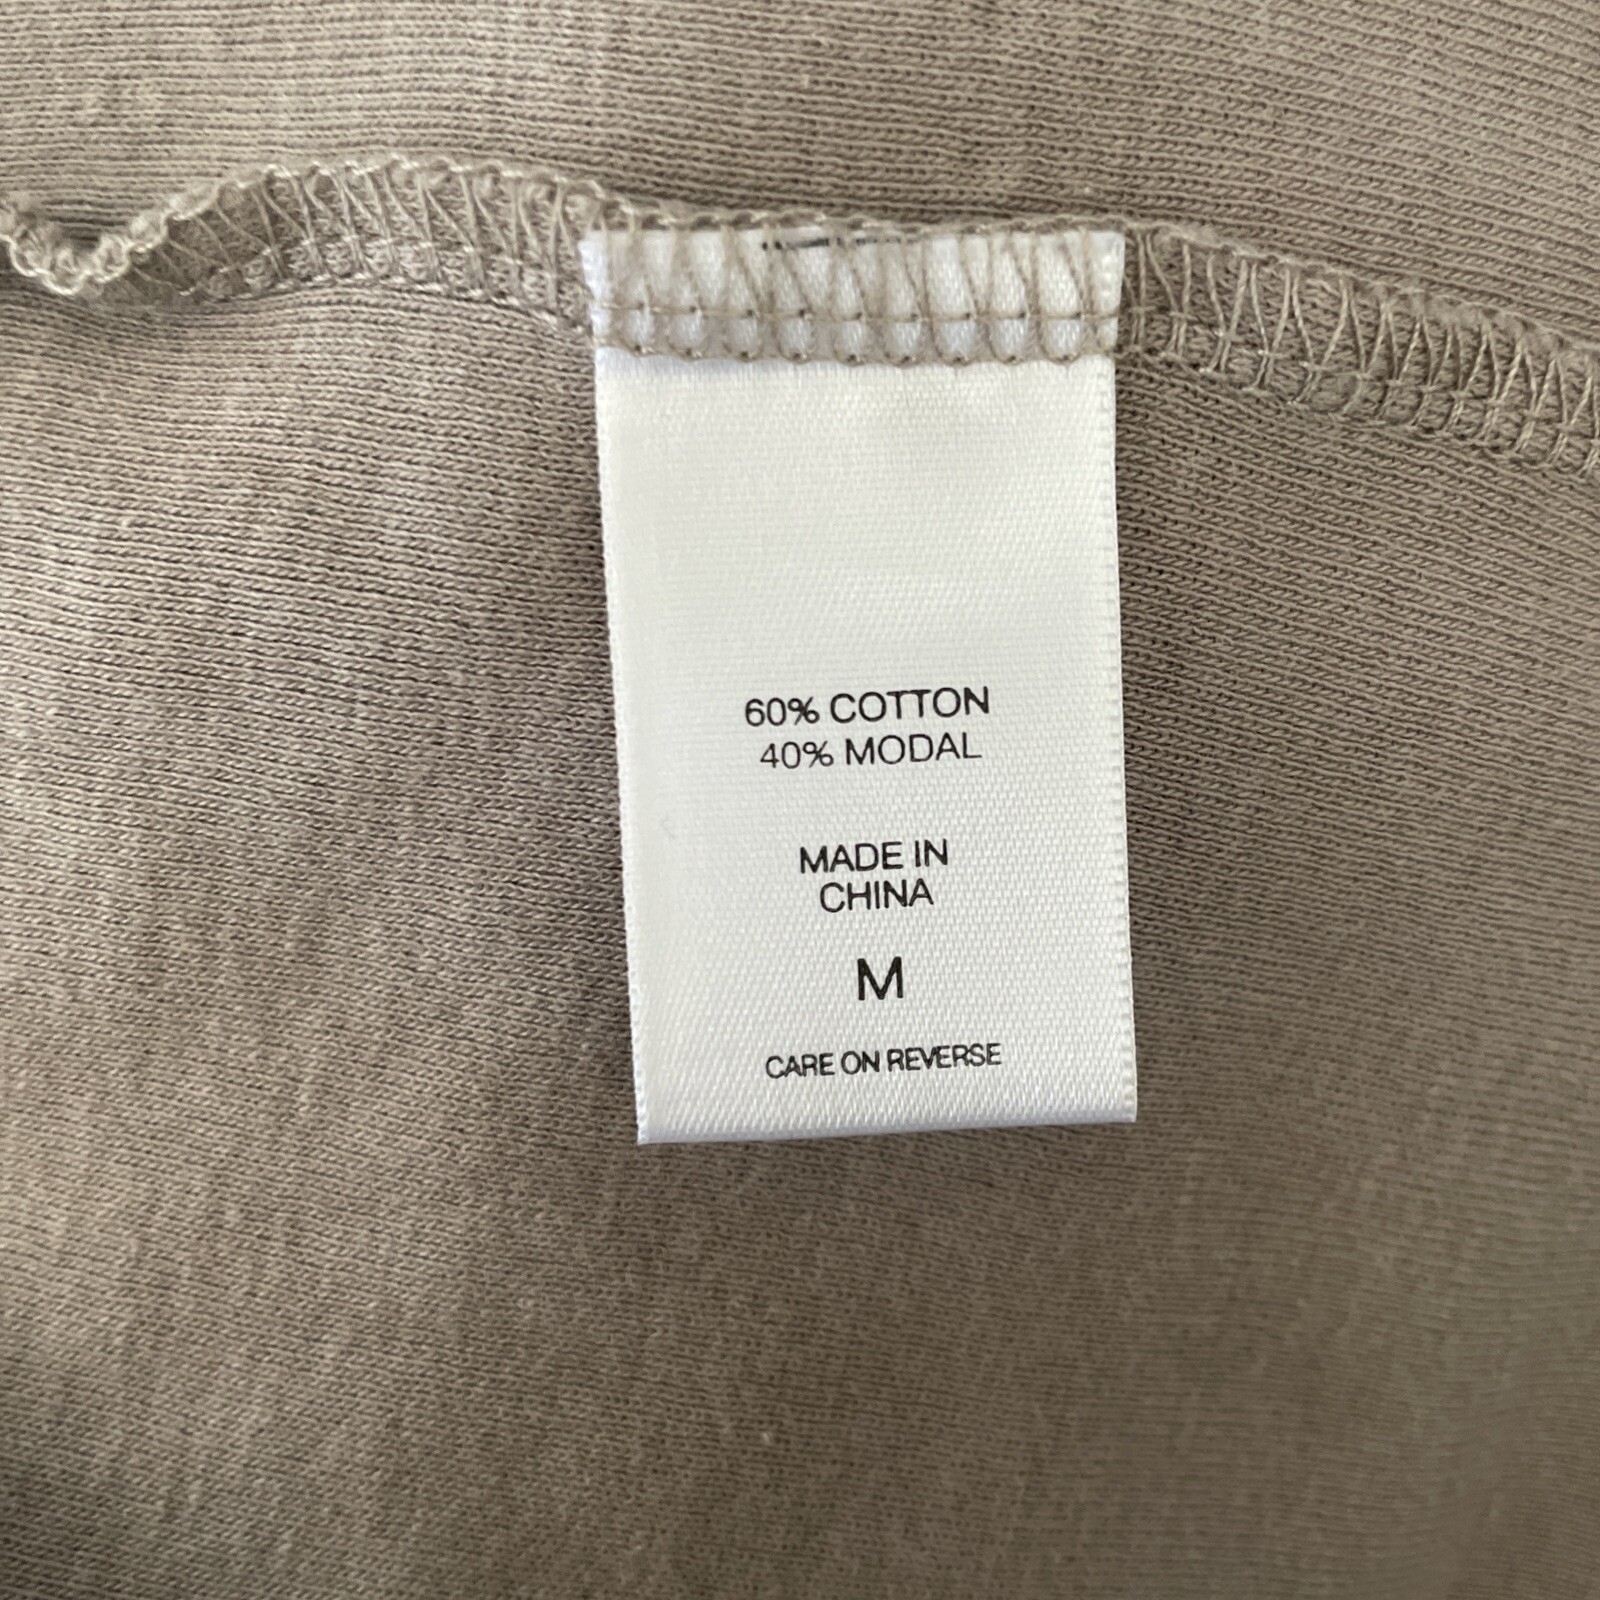 60% COTTON
40% MODAL
MADE IN
CHINA
M
CARE ON REVERSE